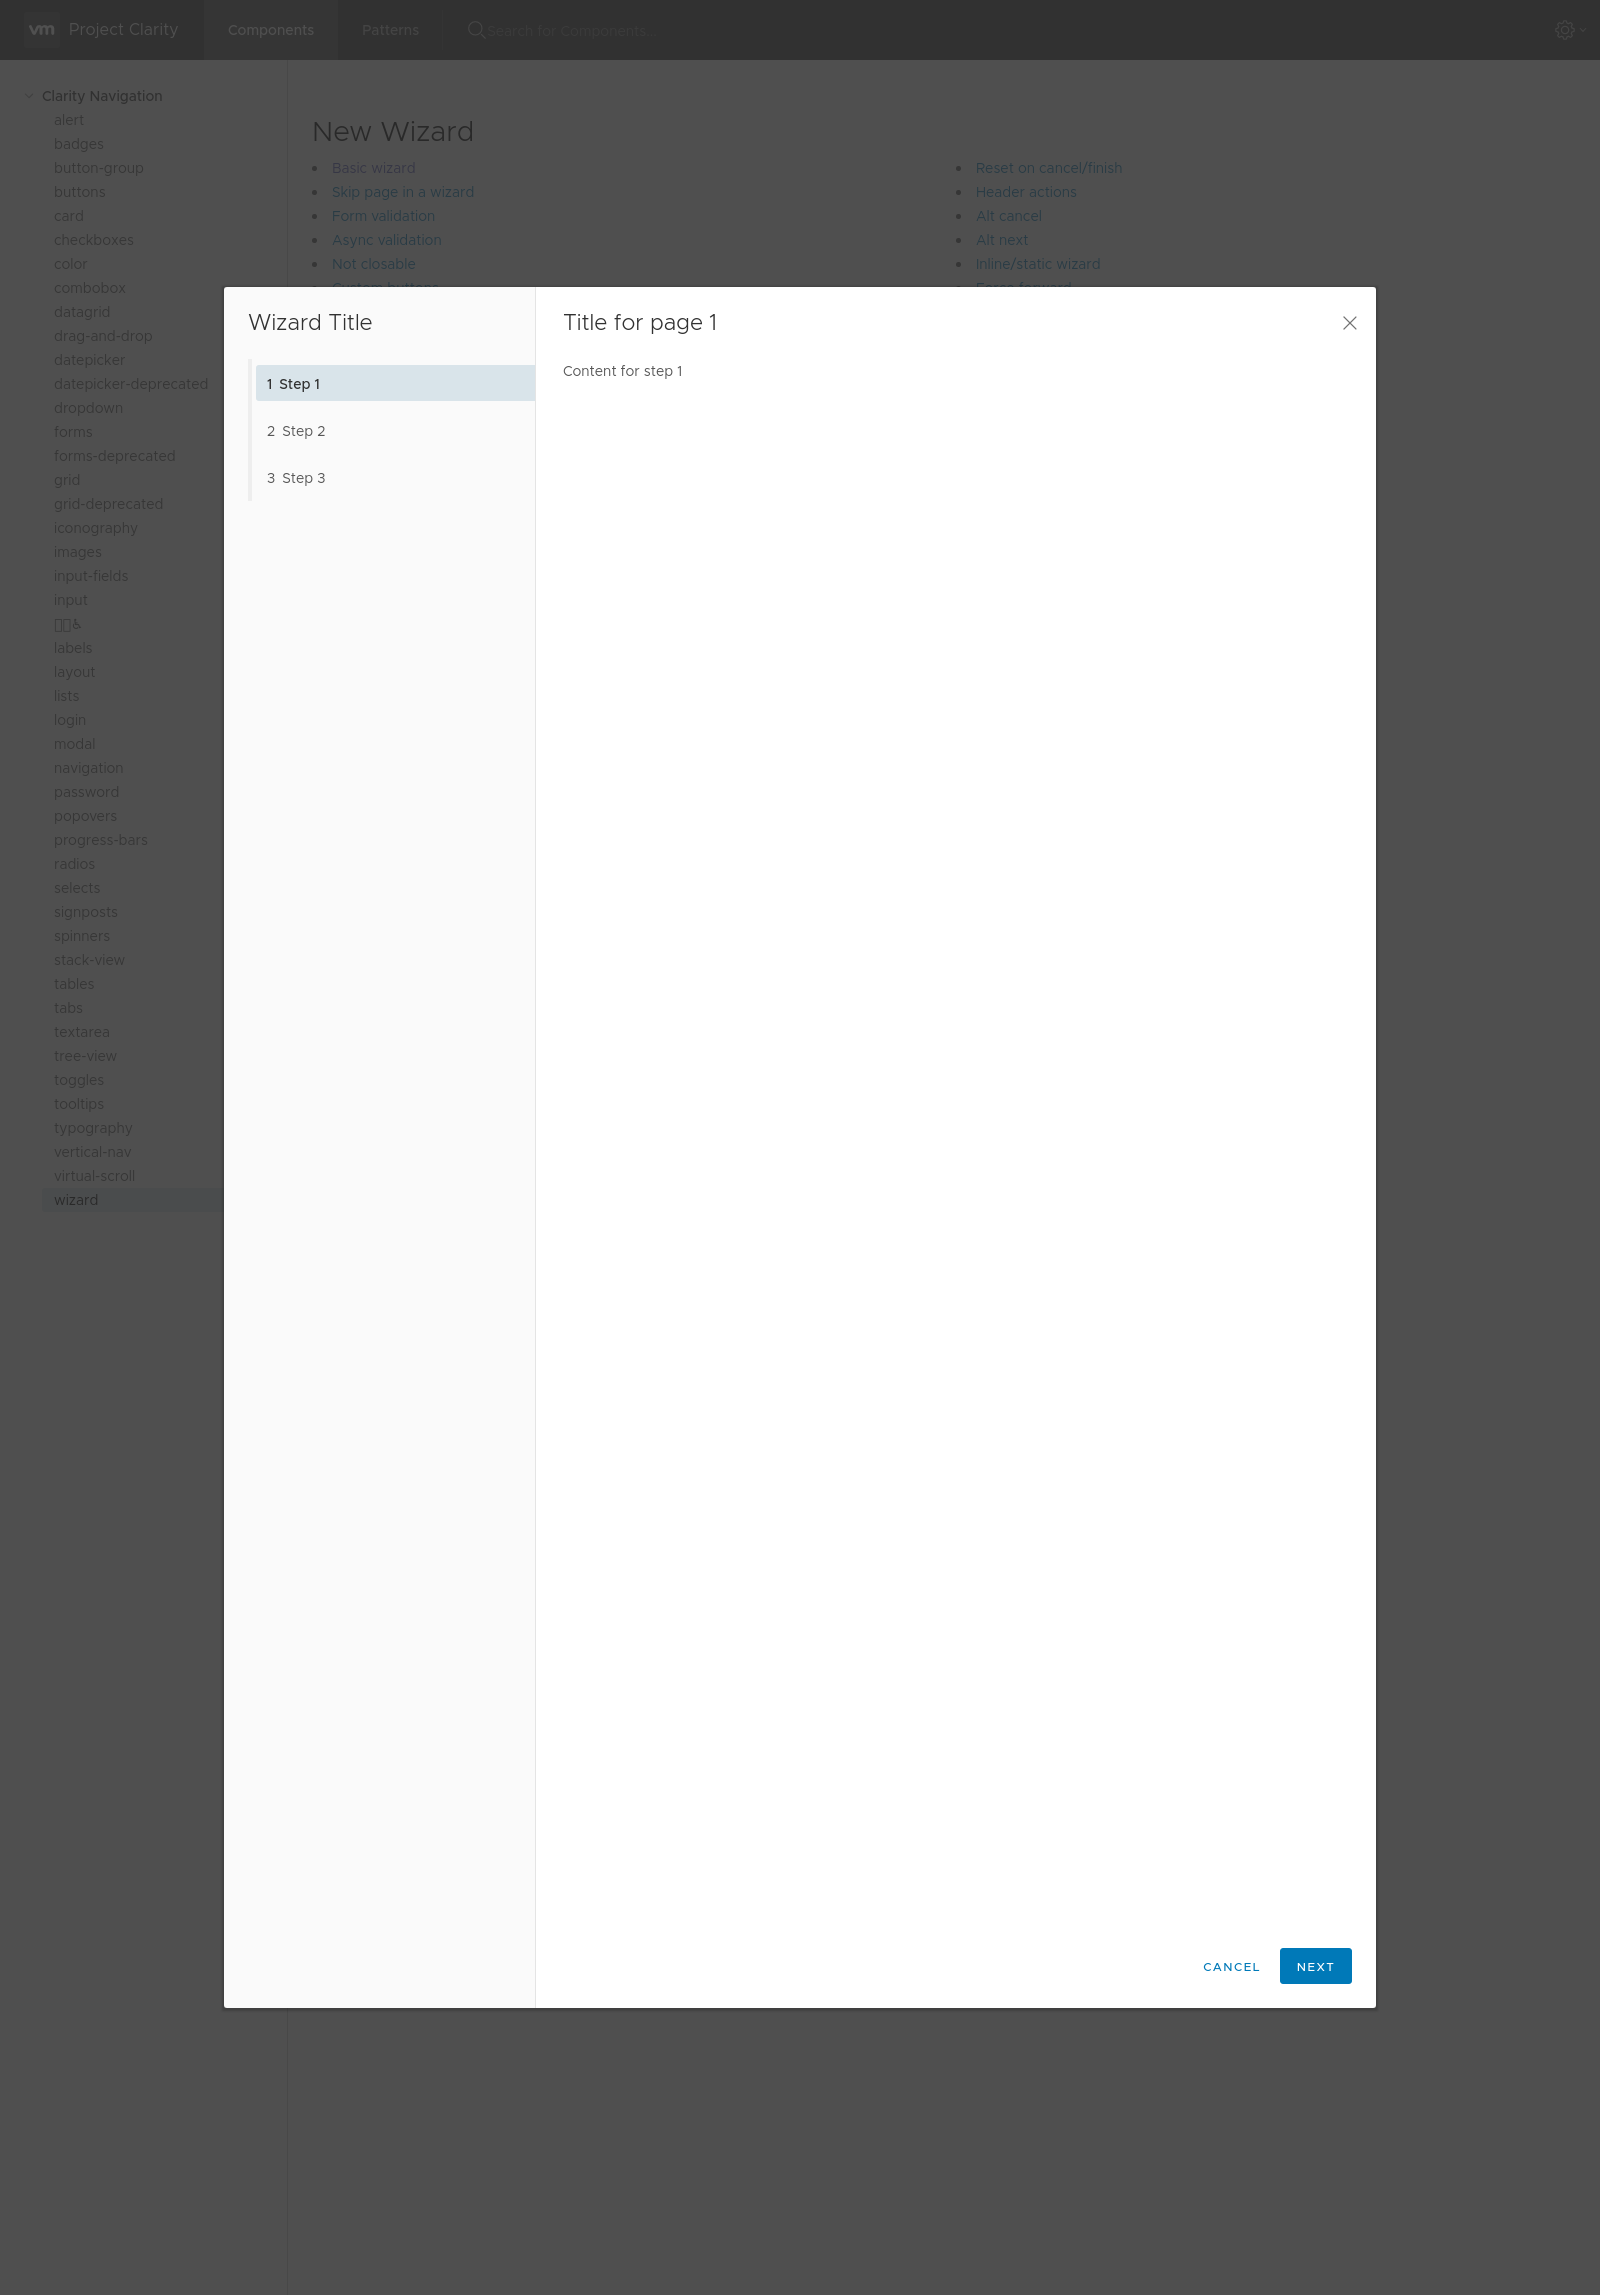 vm Project Clarity Components Patterns Search for Components...
Clarity Navigation
alert
badges
button-group
buttons
card
checkboxes
color
combobox
datagrid
drag-and-drop
datepicker
datepicker-deprecated
dropdown
forms
forms-deprecated
grid
grid-deprecated
iconography
images
input-fields
input
♿
labels
layout
lists
login
modal
navigation
password
popovers
progress-bars
radios
selects
signposts
spinners
stack-view
tables
tabs
textarea
tree-view
toggles
tooltips
typography
vertical-nav
virtual-scroll
wizard
New Wizard
Basic wizard
Skip page in a wizard
Form validation
Async validation
Not closable
Custom buttons
Reset on cancel/finish
Header actions
Alt cancel
Alt next
Inline/static wizard
Force forward
Wizard Title
1 Step 1
2 Step 2
3 Step 3
Title for page 1
Content for step 1
CANCEL NEXT